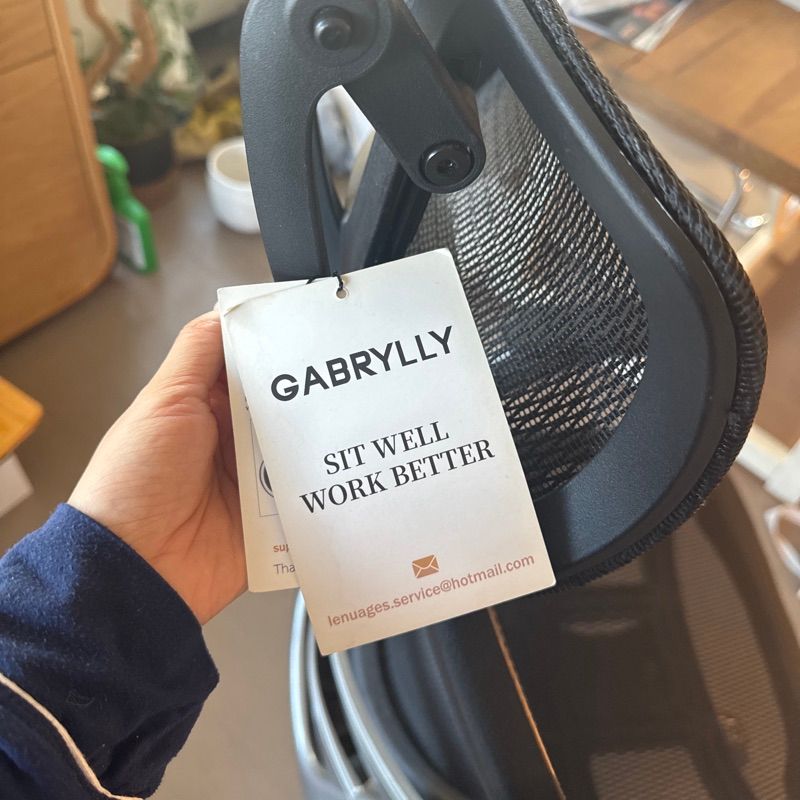 GABRYLLY
SIT WELL
WORK BETTER
lenuages.service@hotmail.com